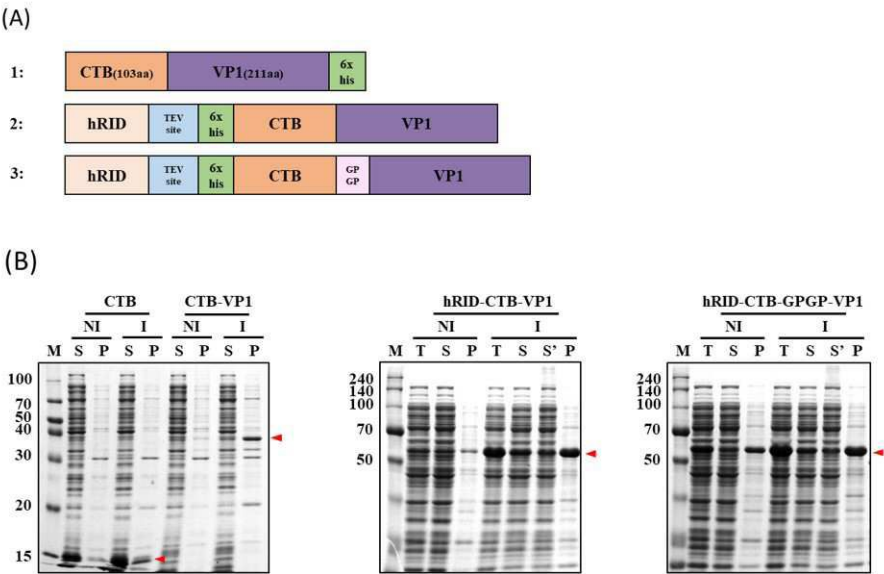 (A)
1: CTB(103aa) VP1(211aa) 6x his
2: hRID TEV site 6x his CTB VP1
3: hRID TEV site 6x his CTB GP GP VP1
(B)
CTB CTB-VP1 hRID-CTB-VP1 hRID-CTB-GPGP-VP1
NI I NI I NI I NI I
M S P S P S P S P M T S P T S S’ P M T S P T S S’ P
100
70
50
40
30
20
15
240
140
100
70
50
240
140
100
70
50